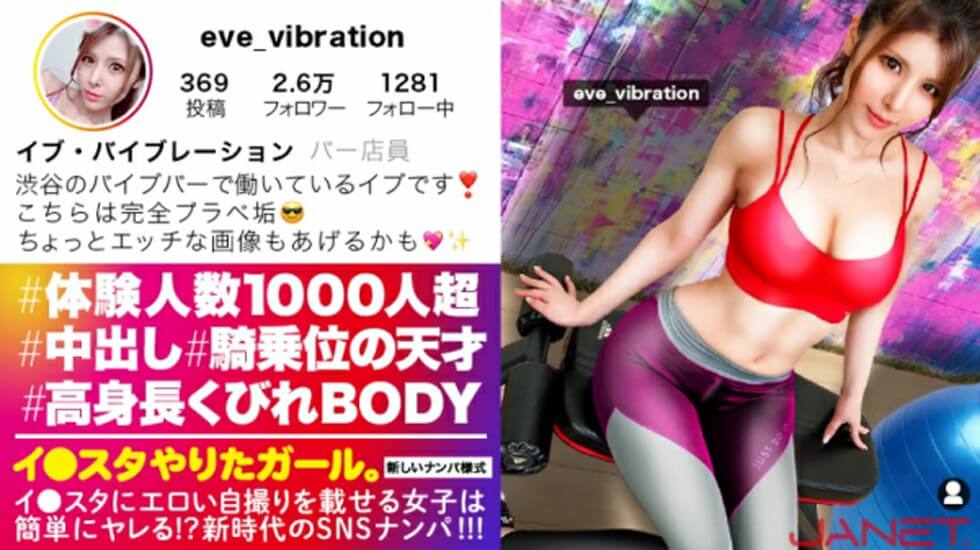 eve_vibration
369 2.6万 1281
投稿 フォロワー フォロー中
イブ・バイブレーション バー店員
渋谷のバイブバーで働いているイブです❣
こちらは完全プラベ垢😎
ちょっとエッチな画像もあげるかも💖✨
#体験人数1000人超
#中出し#騎乗位の天才
#高身長くびれBODY
イ●スタやりたガール。新しいナンパ様式
イ●スタにエロい自撮りを載せる女子は
簡単にヤレる!?新時代のSNSナンパ!!!
eve_vibration
JUST DO IT
JANET.